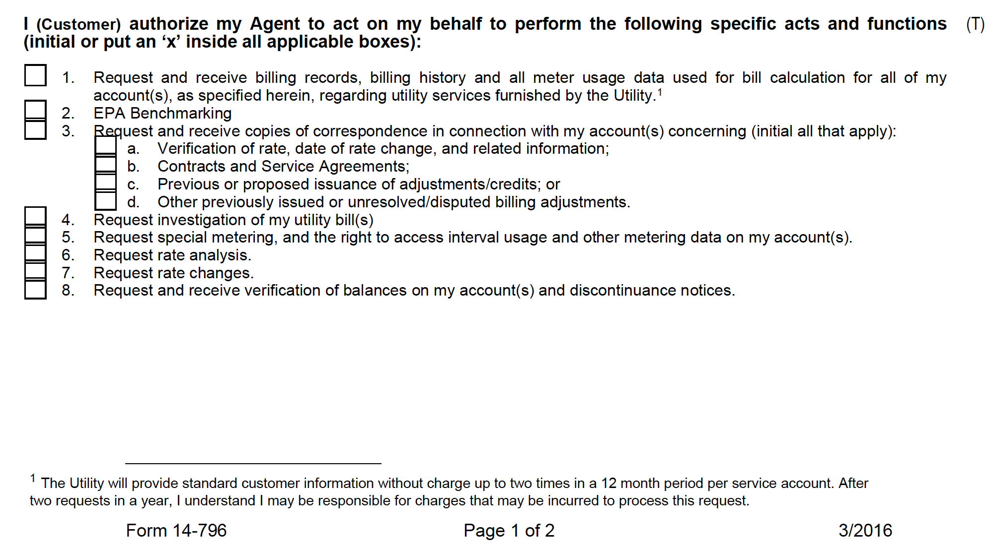 I (Customer) authorize my Agent to act on my behalf to perform the following specific acts and functions (T)
(initial or put an ‘x’ inside all applicable boxes):
1. Request and receive billing records, billing history and all meter usage data used for bill calculation for all of my
account(s), as specified herein, regarding utility services furnished by the Utility.¹
2. EPA Benchmarking
3. Request and receive copies of correspondence in connection with my account(s) concerning (initial all that apply):
a. Verification of rate, date of rate change, and related information;
b. Contracts and Service Agreements;
c. Previous or proposed issuance of adjustments/credits; or
d. Other previously issued or unresolved/disputed billing adjustments.
4. Request investigation of my utility bill(s)
5. Request special metering, and the right to access interval usage and other metering data on my account(s).
6. Request rate analysis.
7. Request rate changes.
8. Request and receive verification of balances on my account(s) and discontinuance notices.
¹ The Utility will provide standard customer information without charge up to two times in a 12 month period per service account. After
two requests in a year, I understand I may be responsible for charges that may be incurred to process this request.
Form 14-796 Page 1 of 2 3/2016